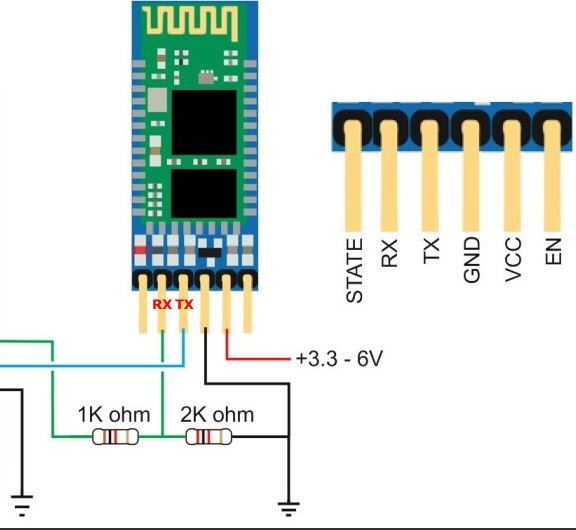 RX TX
STATE
RX
TX
GND
VCC
EN
+3.3 - 6V
1K ohm
2K ohm